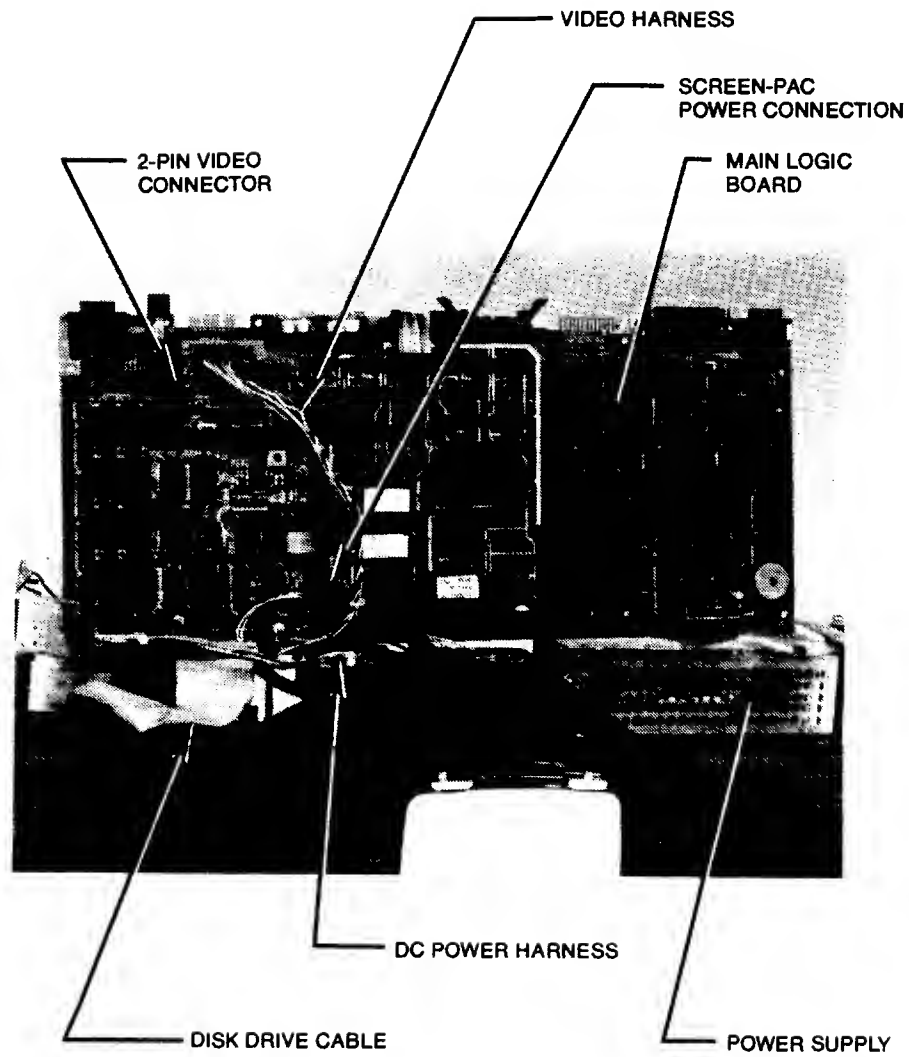 VIDEO HARNESS
SCREEN-PAC
POWER CONNECTION
2-PIN VIDEO
CONNECTOR
MAIN LOGIC
BOARD
DC POWER HARNESS
DISK DRIVE CABLE
POWER SUPPLY